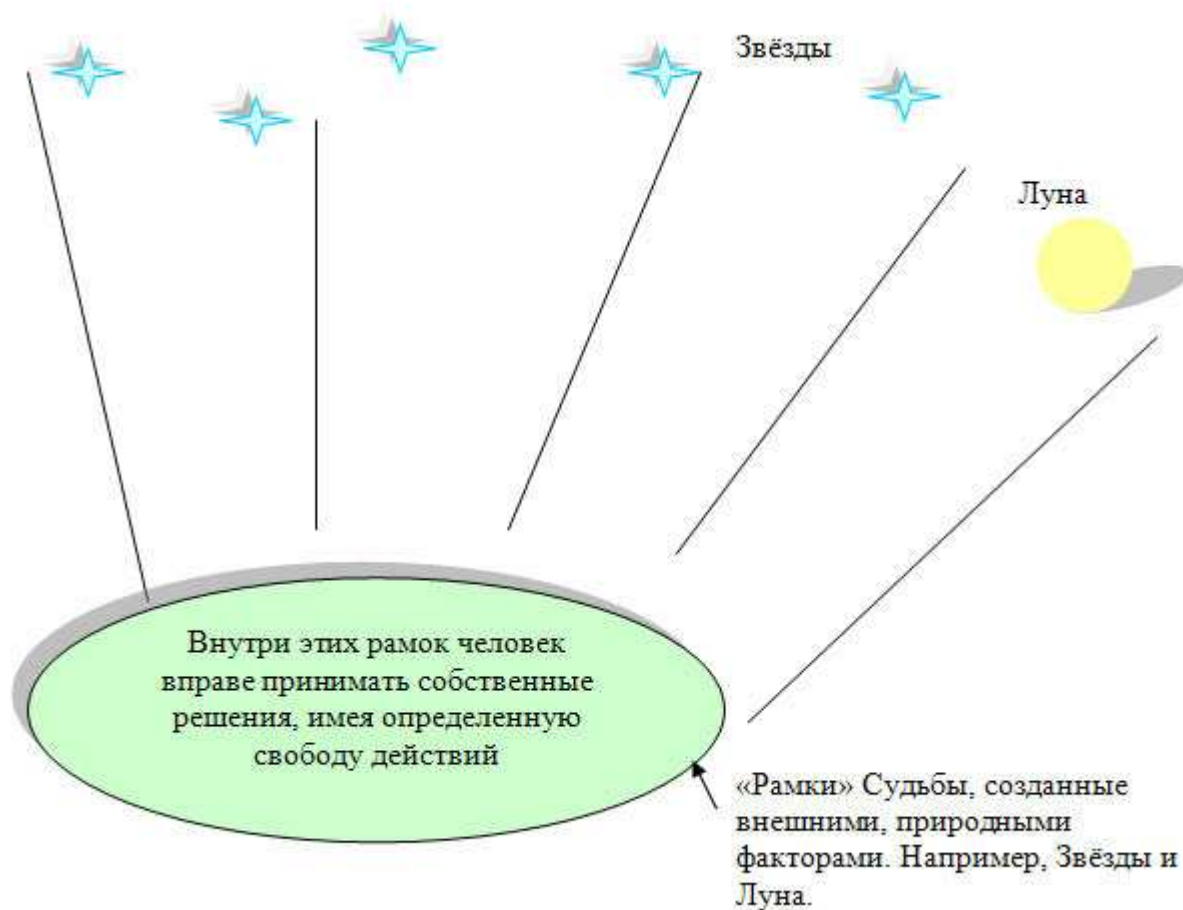 Звёзды
Луна
Внутри этих рамок человек
вправе принимать собственные
решения, имея определенную
свободу действий
«Рамки» Судьбы, созданные
внешними, природными
факторами. Например, Звёзды и
Луна.